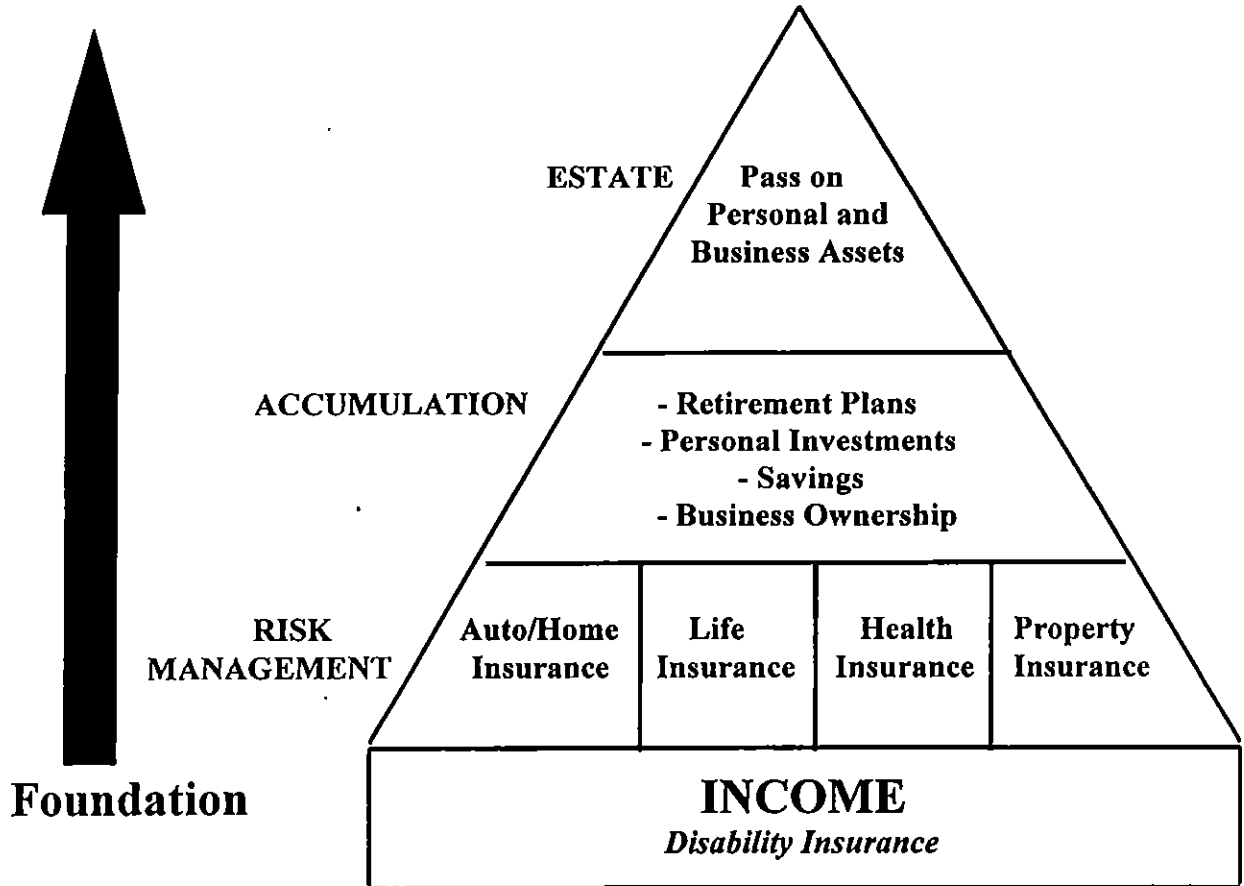 ESTATE
Pass on
Personal and
Business Assets
ACCUMULATION
- Retirement Plans
- Personal Investments
- Savings
- Business Ownership
RISK
MANAGEMENT
Auto/Home
Insurance
Life
Insurance
Health
Insurance
Property
Insurance
Foundation
INCOME
Disability Insurance